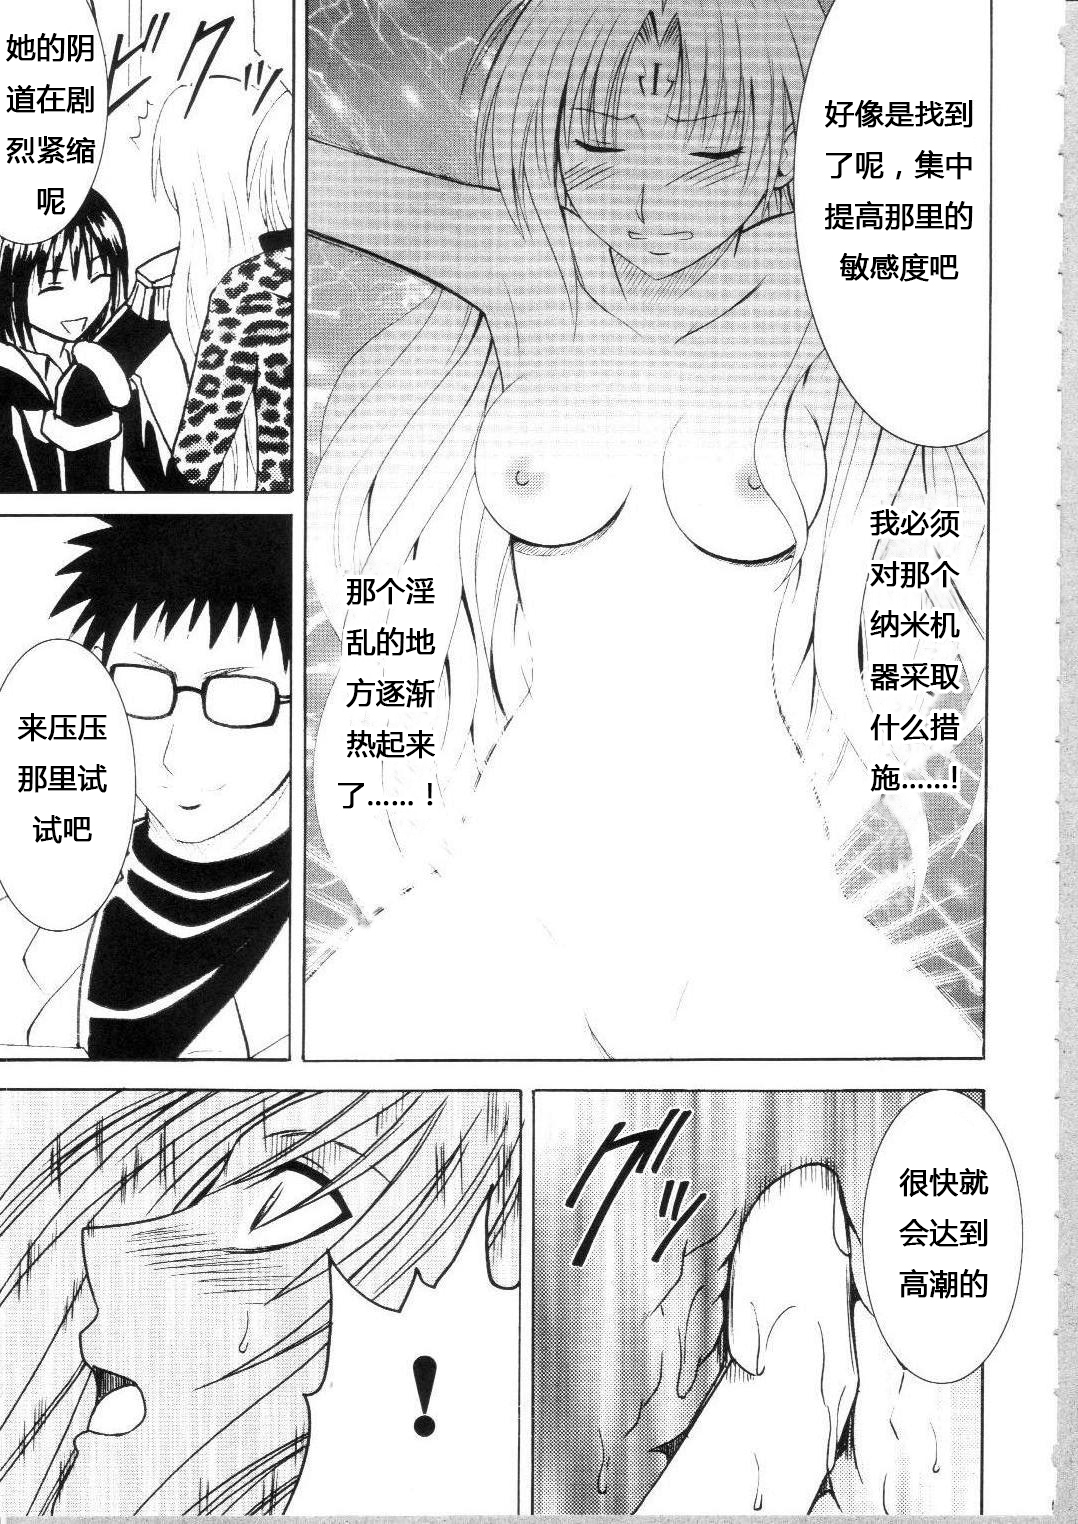 好像是找到
了呢，集中
提高那里的
敏感度吧
我必须
对那个
纳米机
器采取
什么措
施……!
那个淫
乱的地
方逐渐
热起来
了……！
她的阴
道在剧
烈紧缩
呢
ビグッ
来压压
那里试
试吧
很快就
会达到
高潮的
グッ
！